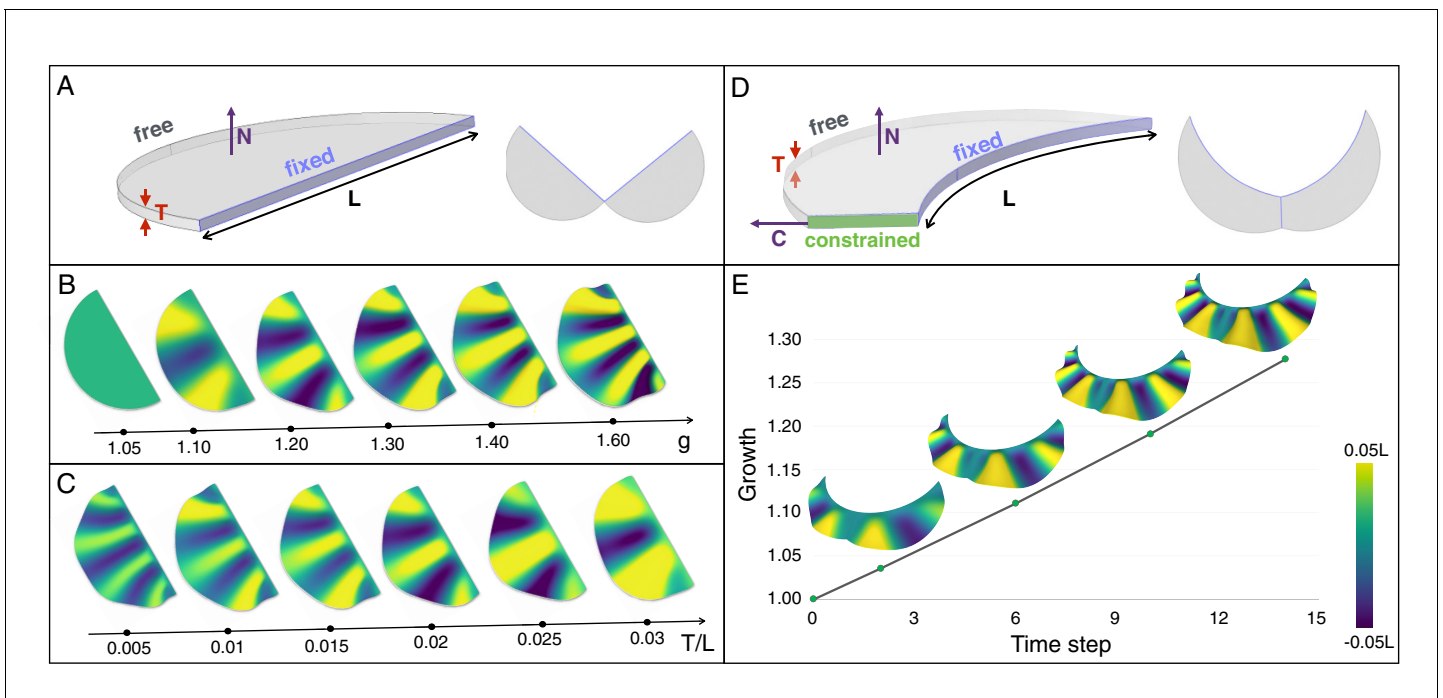 A
free
N
fixed
T
L
D
free
N
fixed
T
L
C
constrained
B
1.05 1.10 1.20 1.30 1.40 1.60 g
C
0.005 0.01 0.015 0.02 0.025 0.03 T/L
E
Growth
1.30
1.25
1.20
1.15
1.10
1.05
1.00
0 3 6 9 12 15
Time step
0.05L
-0.05L